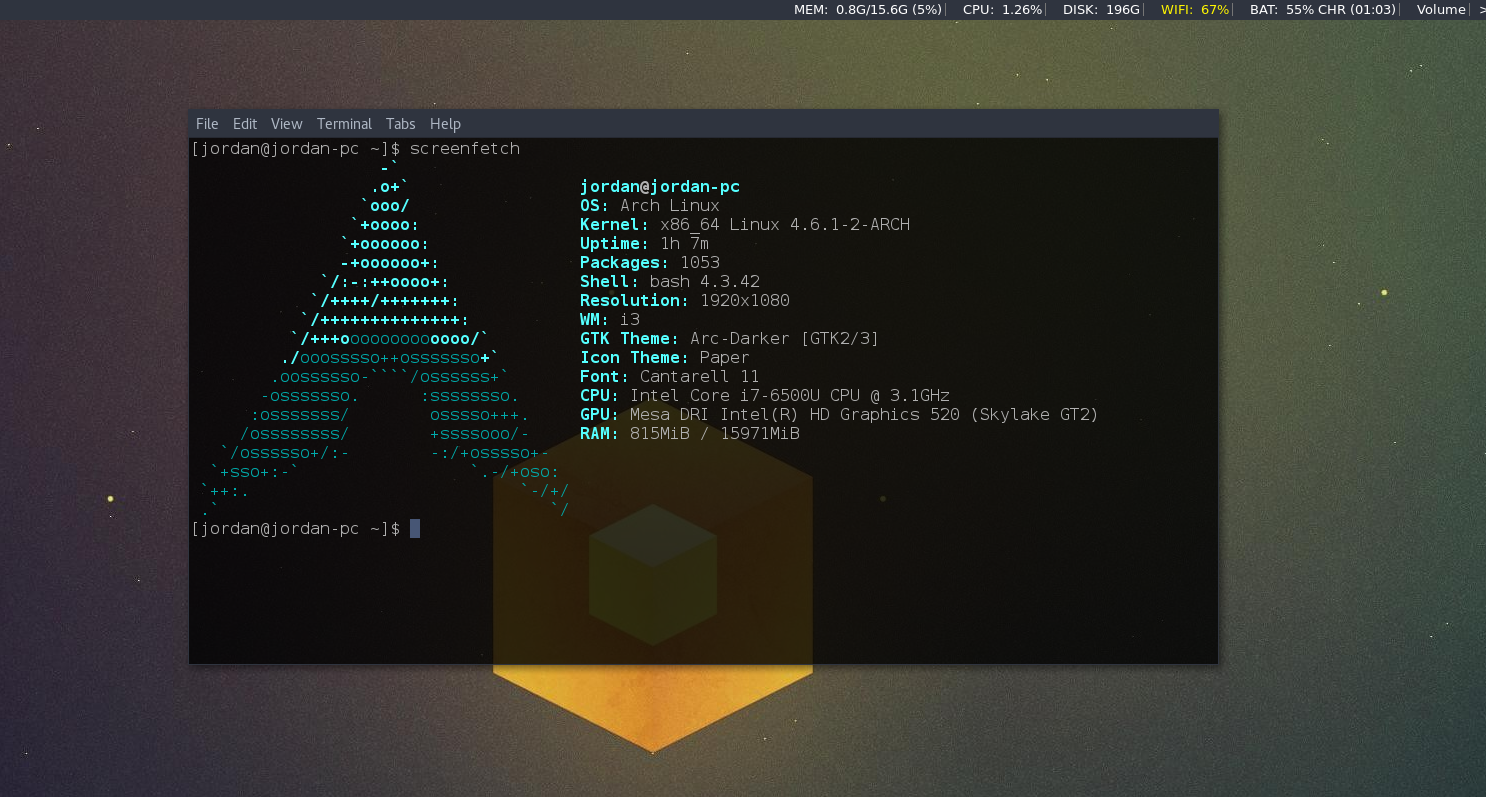 MEM: 0.8G/15.6G (5%) | CPU: 1.26% | DISK: 196G | WIFI: 67% | BAT: 55% CHR (01:03) | Volume | >
File Edit View Terminal Tabs Help
[jordan@jordan-pc ~]$ screenfetch
-`
.o+` jordan@jordan-pc
`ooo/ OS: Arch Linux
`+oooo: Kernel: x86_64 Linux 4.6.1-2-ARCH
`+oooooo: Uptime: 1h 7m
-+oooooo+: Packages: 1053
`/:-:++oooo+: Shell: bash 4.3.42
`/++++/+++++++: Resolution: 1920x1080
`/++++++++++++++: WM: i3
`/+++ooooooooooooo/` GTK Theme: Arc-Darker [GTK2/3]
./ooosssso++osssssso+` Icon Theme: Paper
.oossssso-````/ossssss+` Font: Cantarell 11
-osssssso. :ssssssso. CPU: Intel Core i7-6500U CPU @ 3.1GHz
:osssssss/ osssso+++. GPU: Mesa DRI Intel(R) HD Graphics 520 (Skylake GT2)
/ossssssss/ +ssssooo/- RAM: 815MiB / 15971MiB
`/ossssso+/:- -:/+osssso+-
`+sso+:-` `.-/+oso:
`++:. `-/+/
.` `/
[jordan@jordan-pc ~]$